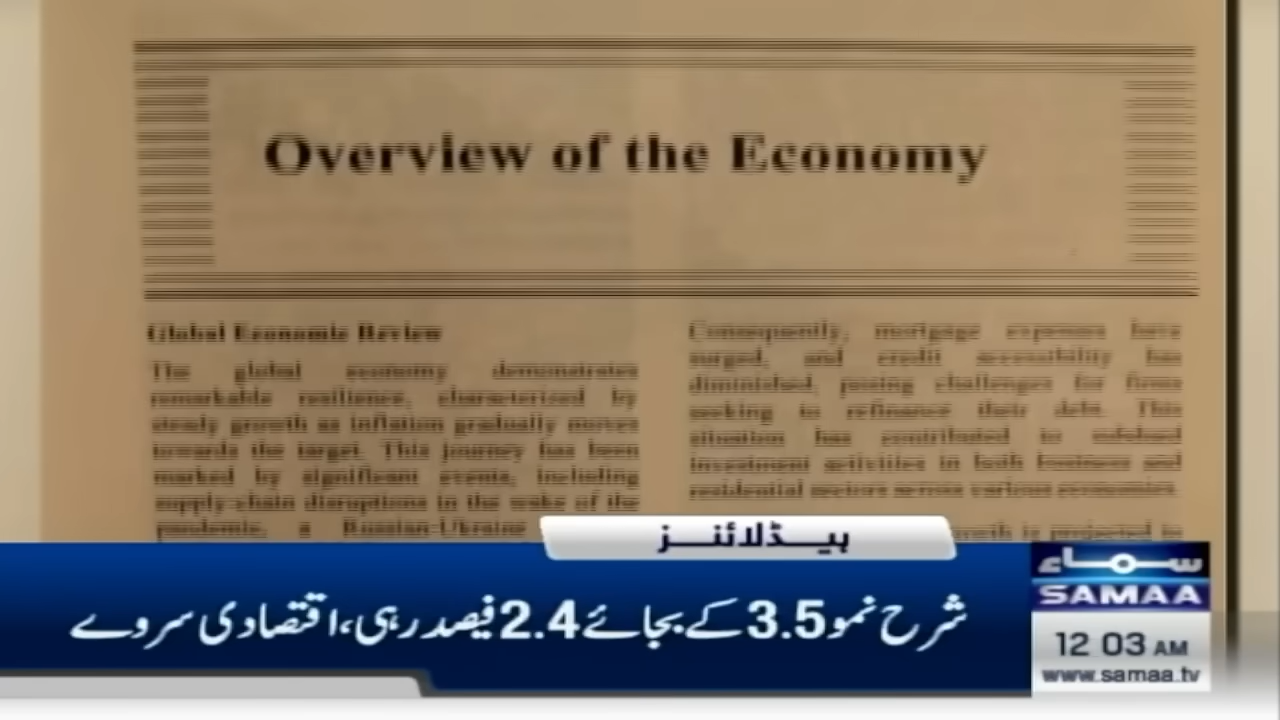 Overview of the Economy
Global Economic Review
The global economy demonstrates
remarkable resilience, characterised by
steady growth as inflation gradually moves
towards the target. This journey has been
marked by significant events, including
supply-chain disruptions in the wake of the
pandemic, a Russian-Ukraine
Consequently, mortgage expenses have
surged, and credit accessibility has
diminished, posing challenges for firms
seeking to refinance their debt. This
situation has contributed to subdued
investment activities in both business and
residential sectors across various economies.
growth is projected to
ہیڈلائنز
شرح نمو 3.5 کے بجائے 2.4 فیصد رہی، اقتصادی سروے
سماء
SAMAA
12 03 AM
www.samaa.tv